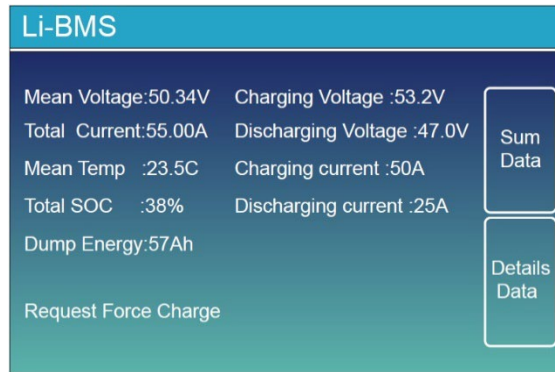 Li-BMS
Mean Voltage:50.34V
Charging Voltage :53.2V
Total Current:55.00A
Discharging Voltage :47.0V
Mean Temp :23.5C
Charging current :50A
Total SOC :38%
Discharging current :25A
Dump Energy:57Ah
Request Force Charge
Sum
Data
Details
Data